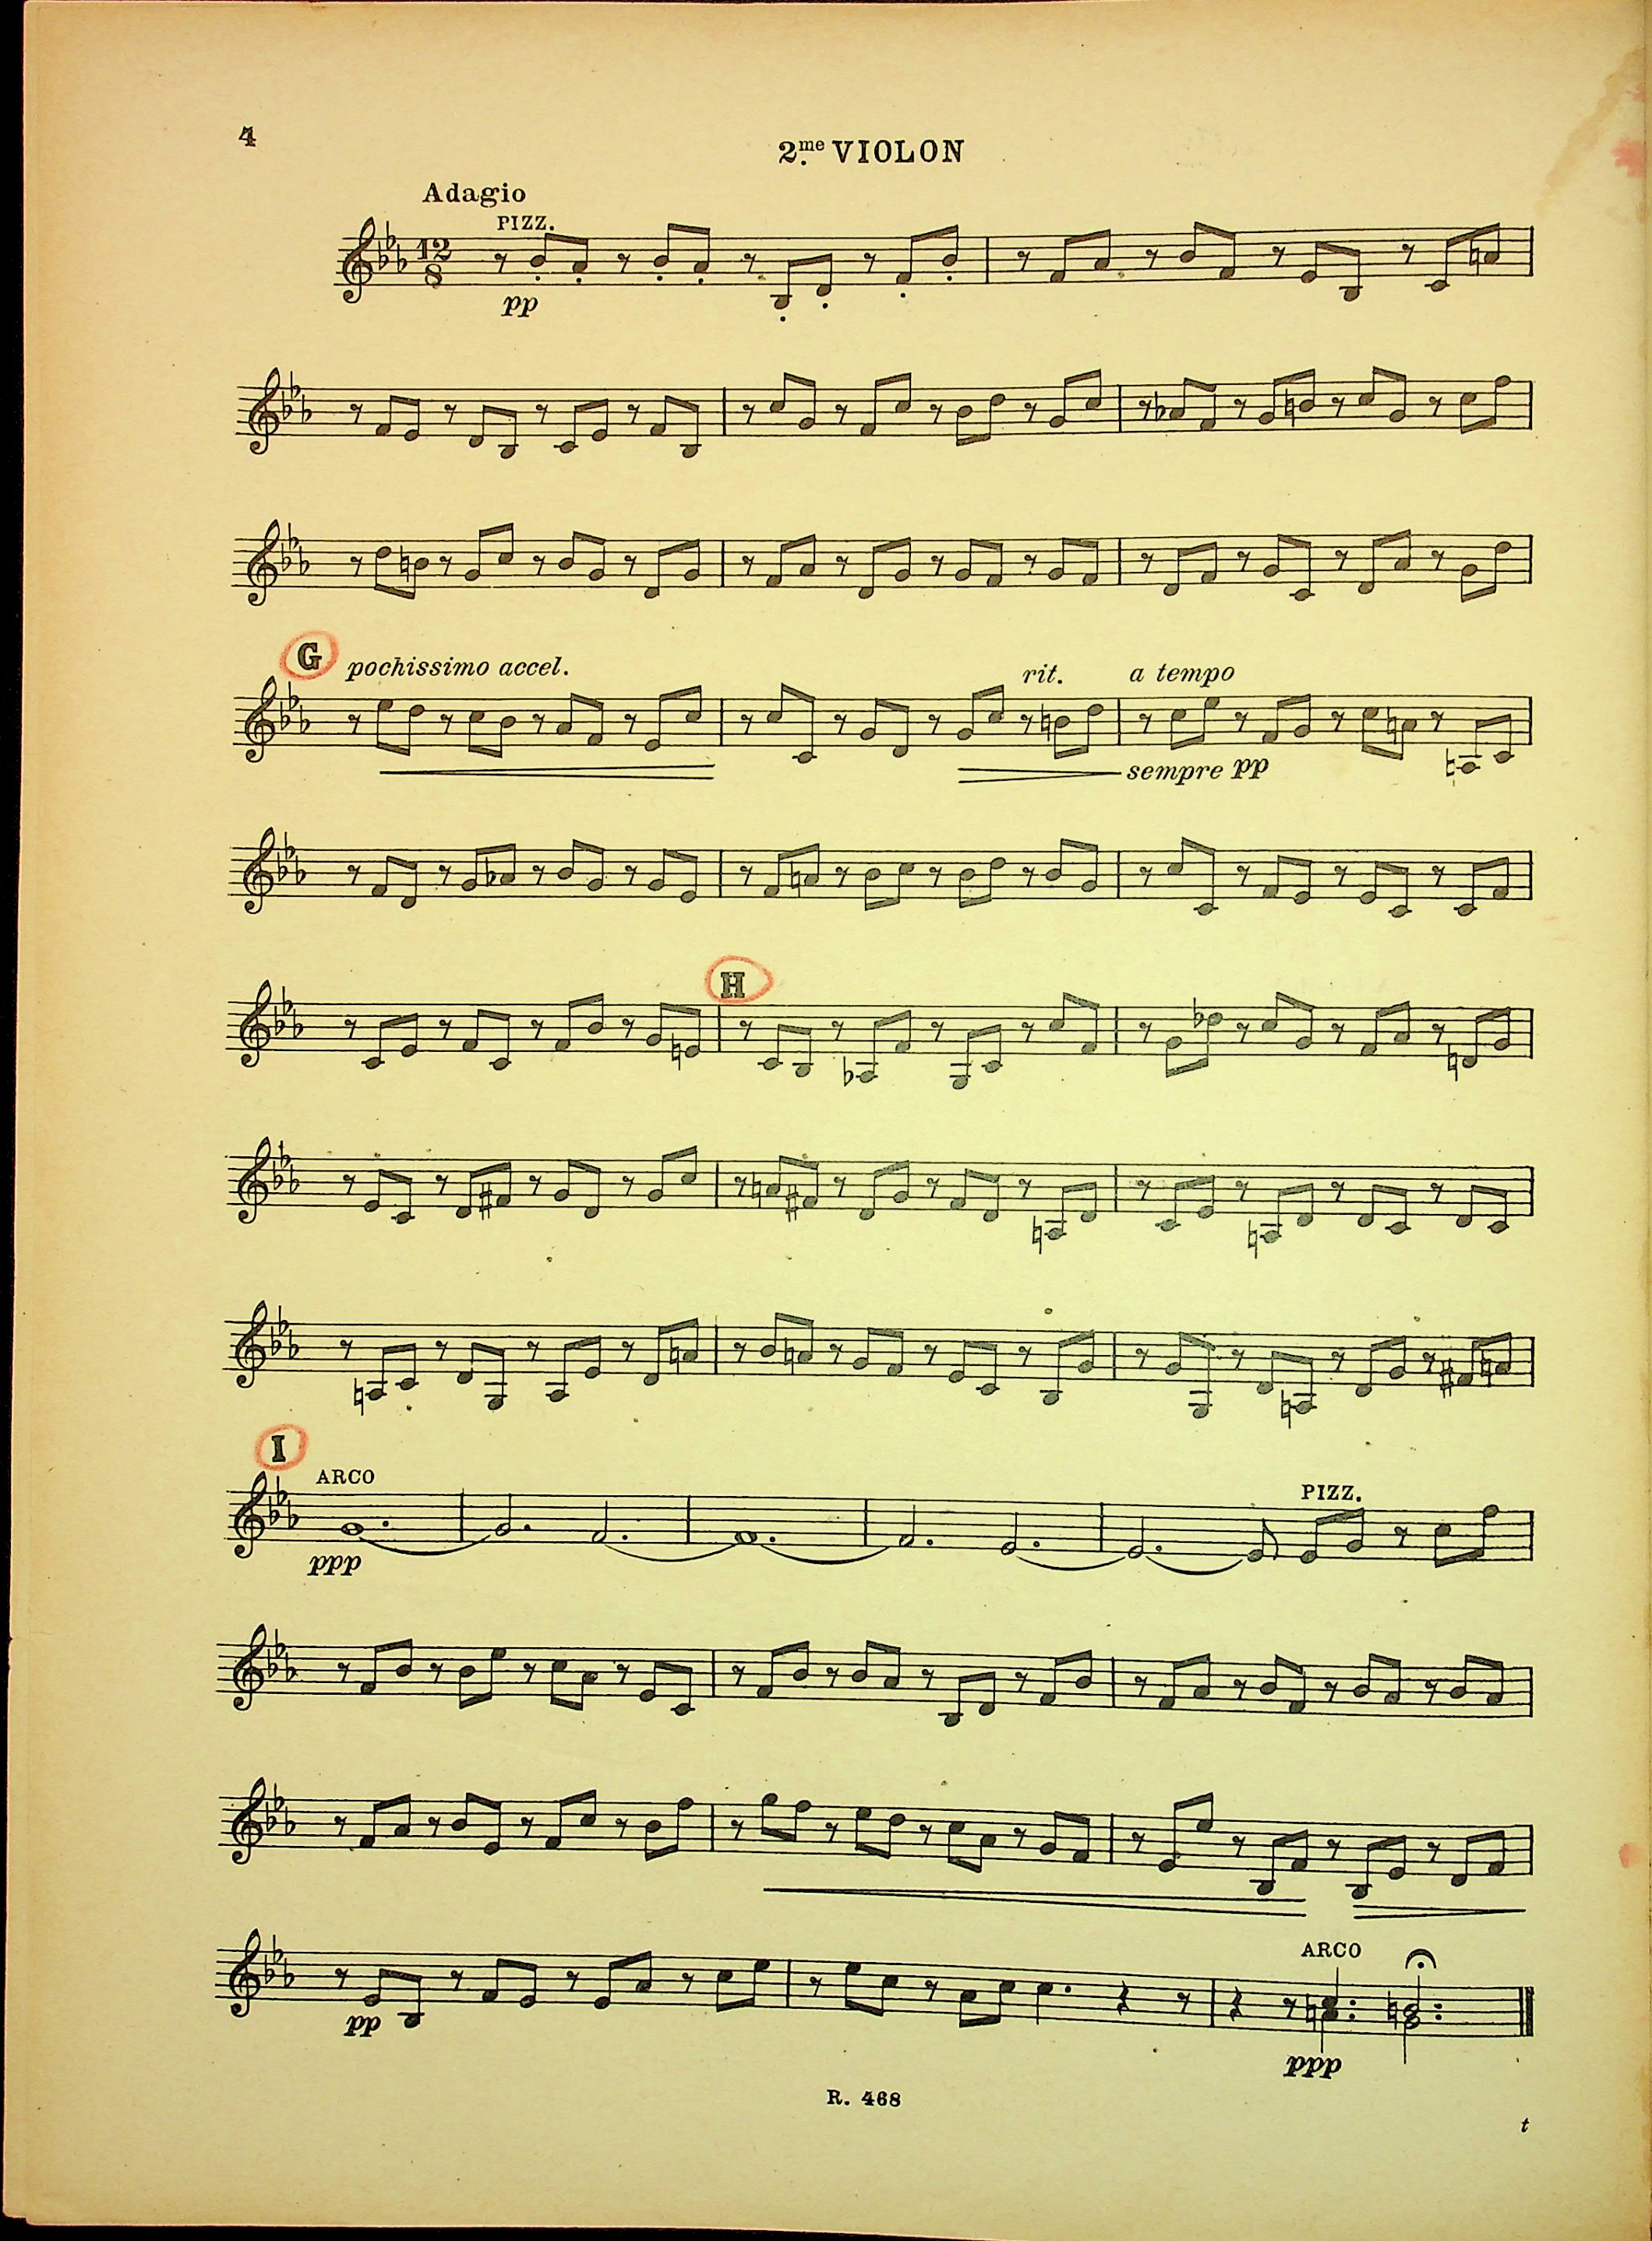 4
2.me VIOLON
Adagio
PIZZ.
12
8
pp
G pochissimo accel. rit. a tempo
sempre pp
H
I
ARCO
PIZZ.
ppp
ARCO
pp
ppp
R. 468
t